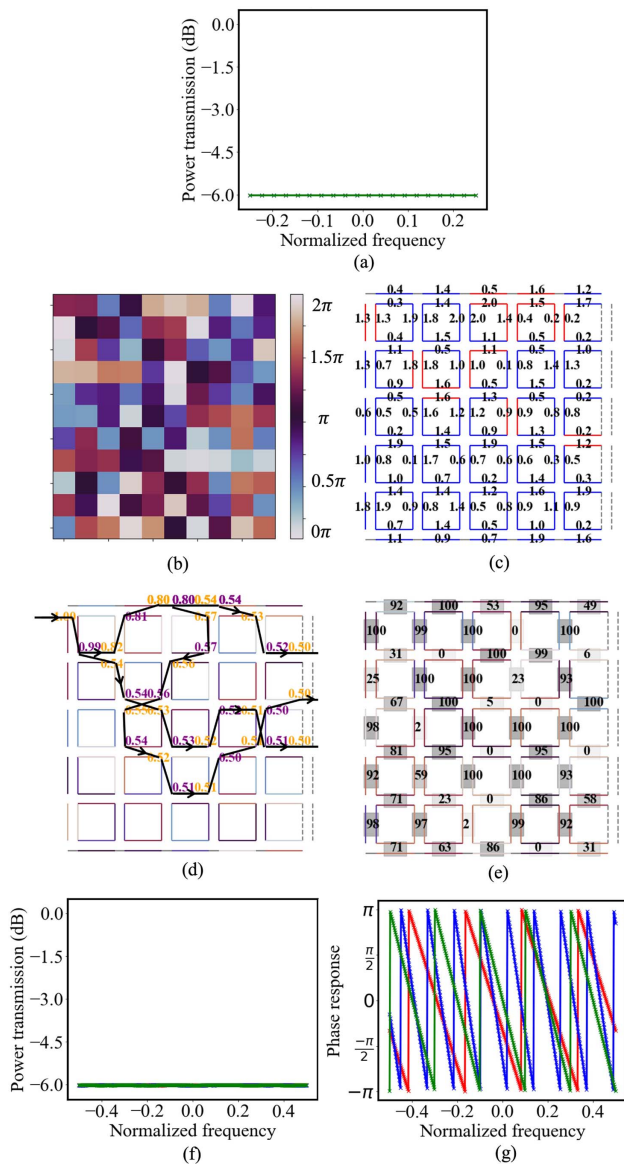 0.0
−1.5
−3.0
−4.5
−6.0
Power transmission (dB)
−0.2 −0.1 0.0 0.1 0.2
Normalized frequency
(a)
2π
1.5π
π
0.5π
0π
(b)
0.4 1.4 0.5 1.6 1.2
0.3 1.4 2.0 1.5 1.7
1.3 1.3 1.9 1.8 2.0 2.0 1.4 0.4 0.2 0.2
0.4 1.5 1.1 0.5 0.2
1.1 0.5 1.1 0.5 1.0
1.3 0.7 1.8 1.8 1.0 1.0 0.1 0.8 1.4 1.3
0.9 1.6 0.5 1.5 0.2
0.5 1.6 1.3 0.5 0.2
0.6 0.5 0.5 1.6 1.2 1.2 0.9 0.9 0.8 0.8
0.2 1.4 0.9 1.3 0.2
1.9 1.5 1.9 1.5 1.2
1.0 0.8 0.1 1.7 0.6 0.7 0.6 0.6 0.3 0.5
1.0 0.7 0.2 1.4 0.3
1.4 1.4 1.2 1.6 1.9
1.8 1.9 0.9 0.8 0.9 0.5 0.8 0.9 1.1 0.9
0.7 1.4 0.5 1.0 0.2
1.1 0.9 0.7 1.9 1.6
(c)
0.80 0.80 0.54 0.54
0.81
0.99 0.52 0.50
0.57
0.54 0.56
0.50
0.53 0.50
0.54 0.53 0.51 0.50
0.52 0.50
0.51 0.51
(d)
92 100 53 95 49
100 99 100 0 100
31 0 100 99 6
25 100 100 23 93
67 100 5 0 100
98 2 100 100 100
81 95 0 95 0
92 59 100 100 93
71 23 0 86 58
98 97 2 99 92
71 63 86 0 31
(e)
0.0
−1.5
−3.0
−4.5
−6.0
Power transmission (dB)
−0.4 −0.2 0.0 0.2 0.4
Normalized frequency
(f)
π
π/2
0
−π/2
−π
Phase response
−0.4 −0.2 0.0 0.2 0.4
Normalized frequency
(g)